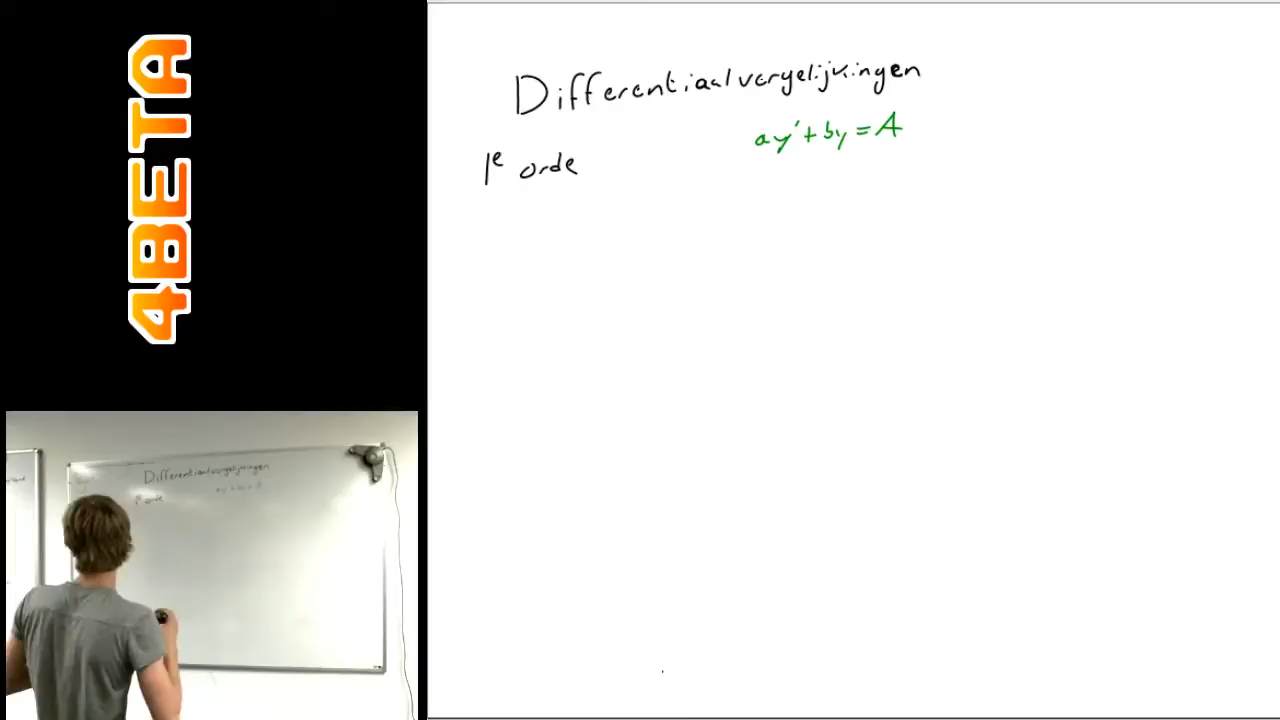 4BETA
Differentiaalvergelijkingen
ay' + by = A
1e orde